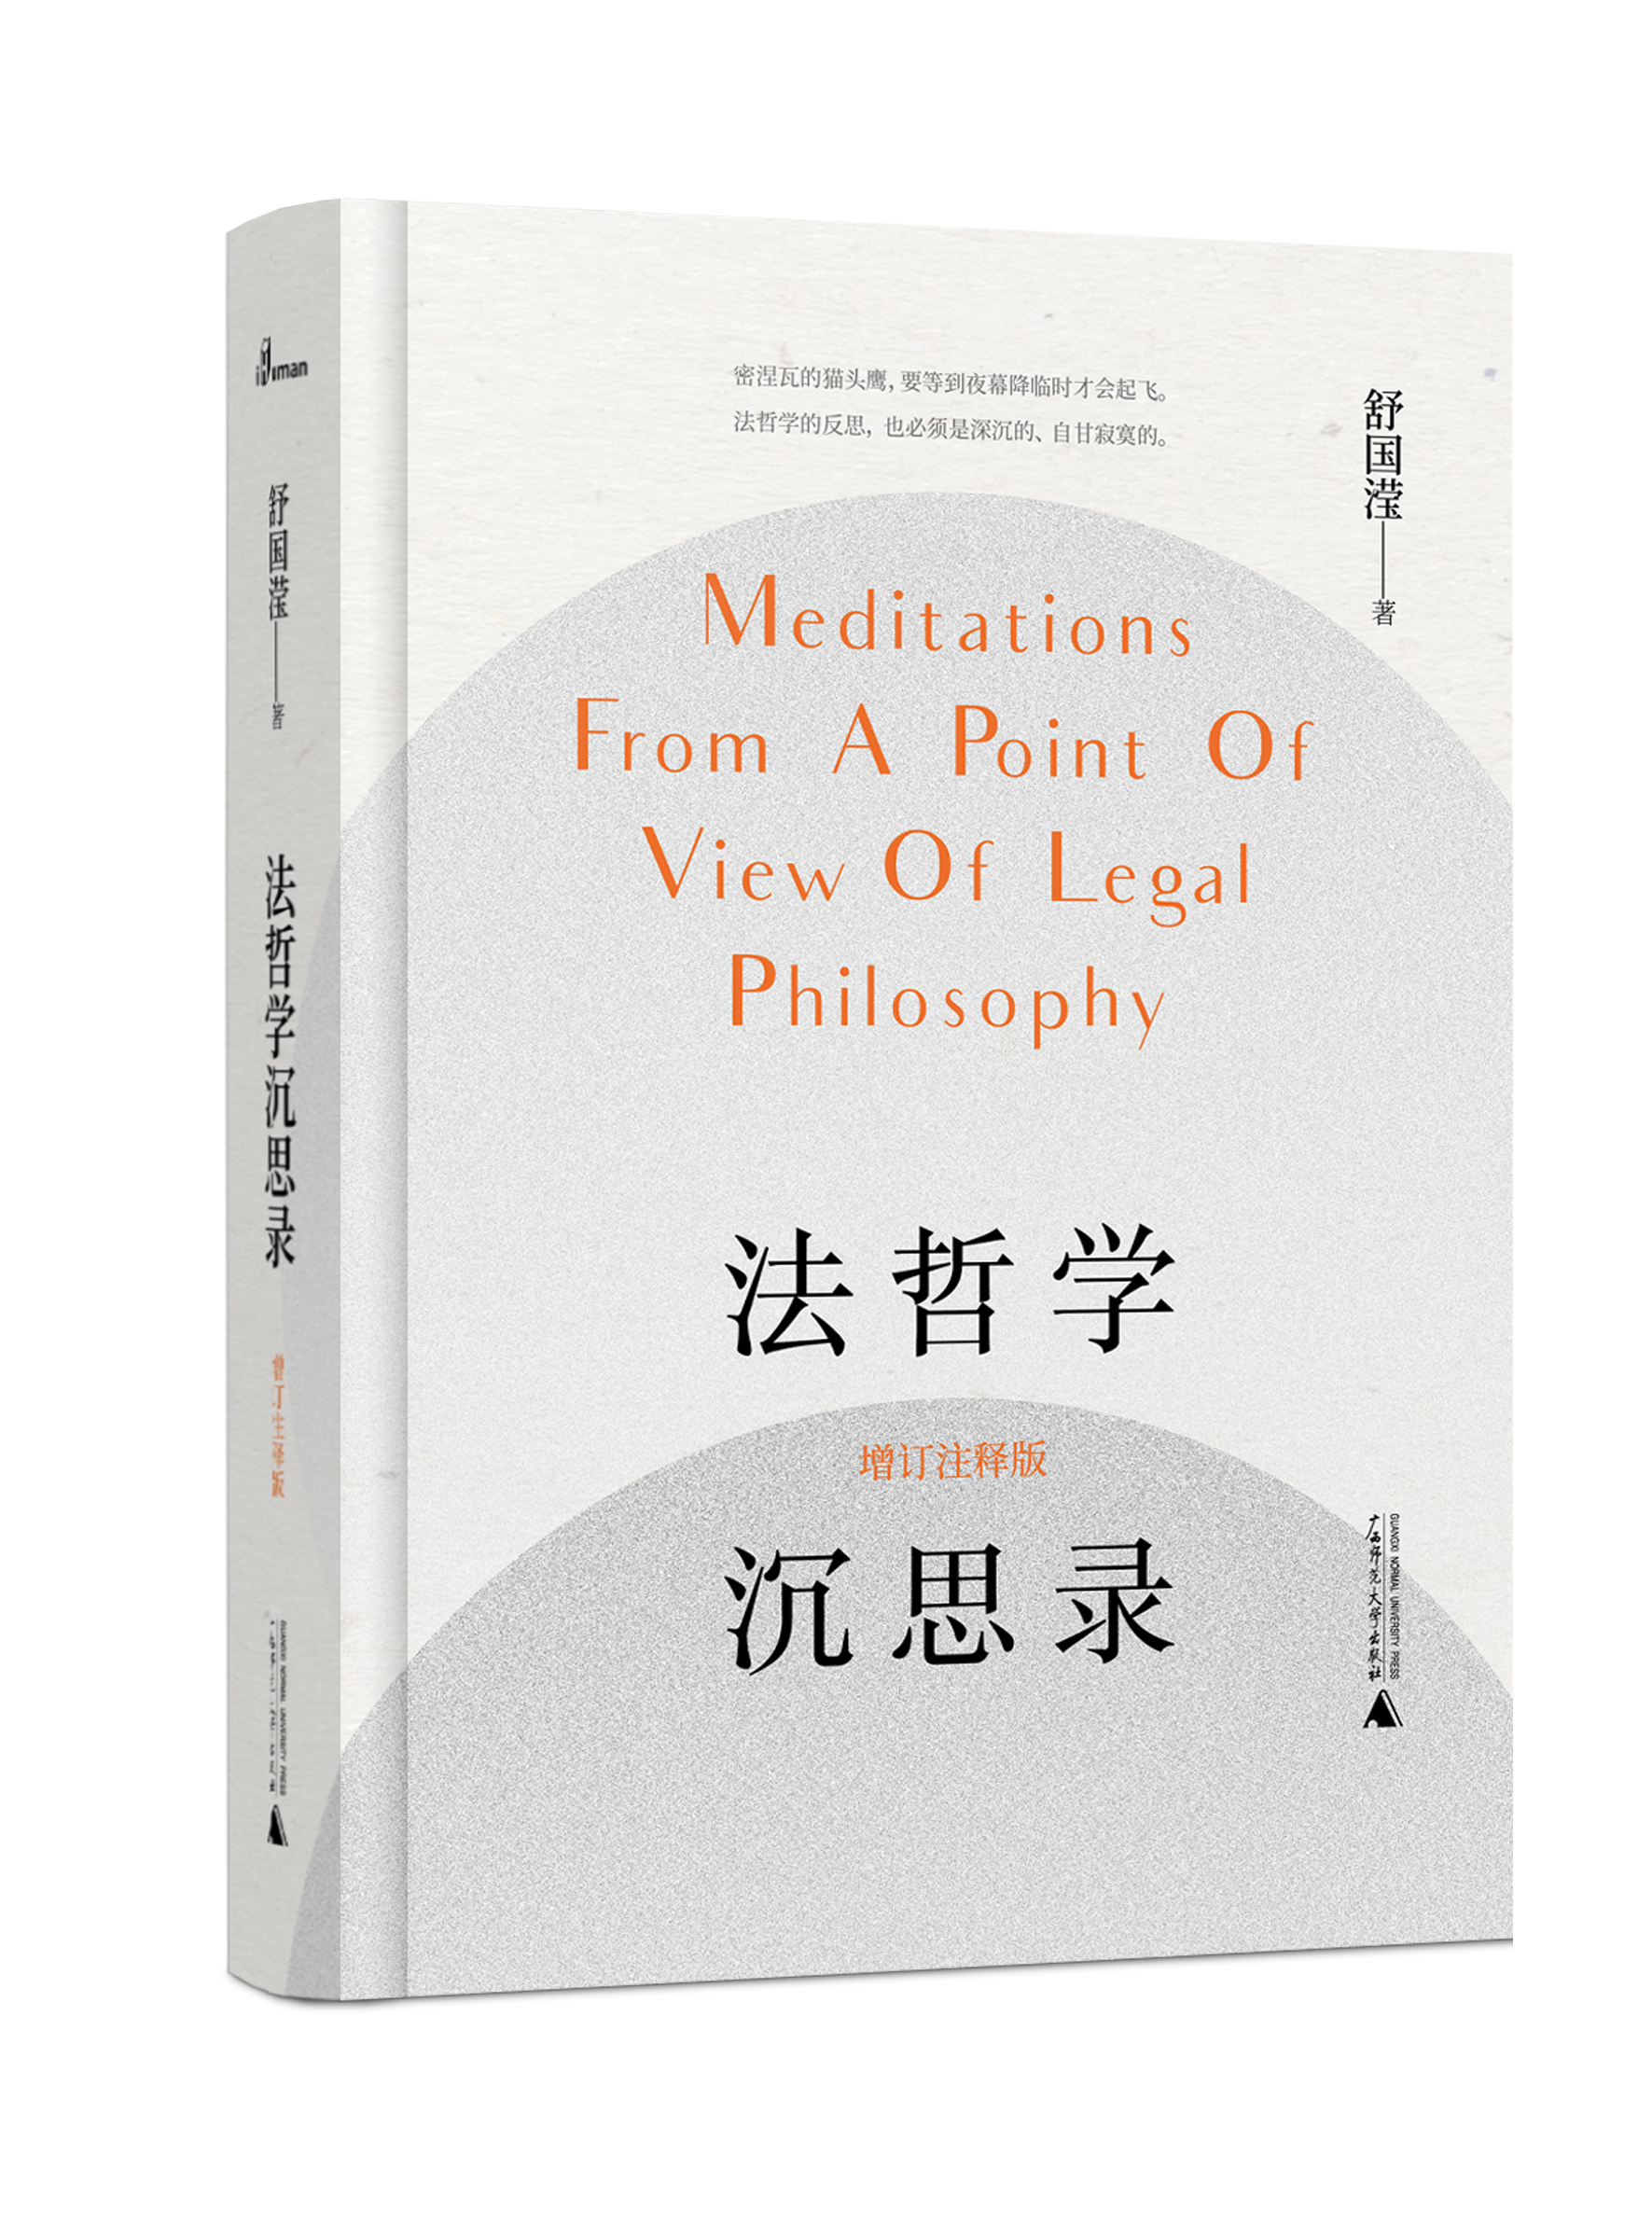 密涅瓦的猫头鹰，要等到夜幕降临时才会起飞。
法哲学的反思，也必须是深沉的、自甘寂寞的。
舒国滢——著
Meditations
From A Point Of
View Of Legal
Philosophy
法哲学
增订注释版
沉思录
广西师范大学出版社
GUANGXI NORMAL UNIVERSITY PRESS
舒国滢——著
法哲学沉思录
增订注释版
GUANGXI NORMAL UNIVERSITY PRESS